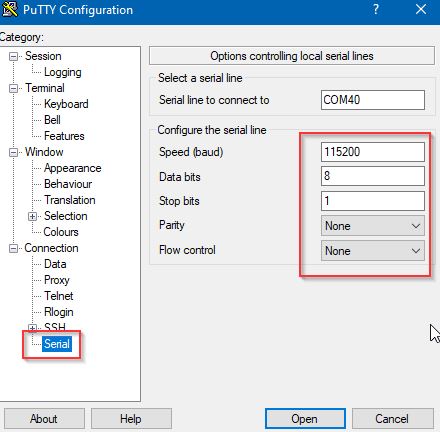 PuTTY Configuration
?
Category:
Session
Logging
Terminal
Keyboard
Bell
Features
Window
Appearance
Behaviour
Translation
Selection
Colours
Connection
Data
Proxy
Telnet
Rlogin
SSH
Serial
Options controlling local serial lines
Select a serial line
Serial line to connect to COM40
Configure the serial line
Speed (baud) 115200
Data bits 8
Stop bits 1
Parity None
Flow control None
About Help Open Cancel